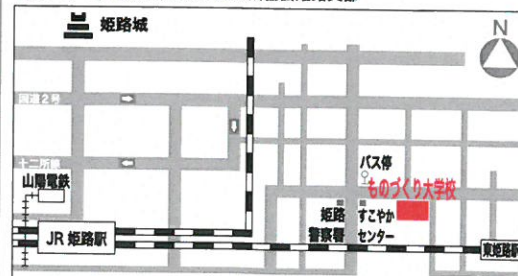 姫路城
N
国道2号
十二所線
山陽電鉄
バス停
ものづくり大学校
姫路
警察署
すこやか
センター
JR 姫路駅
東姫路駅